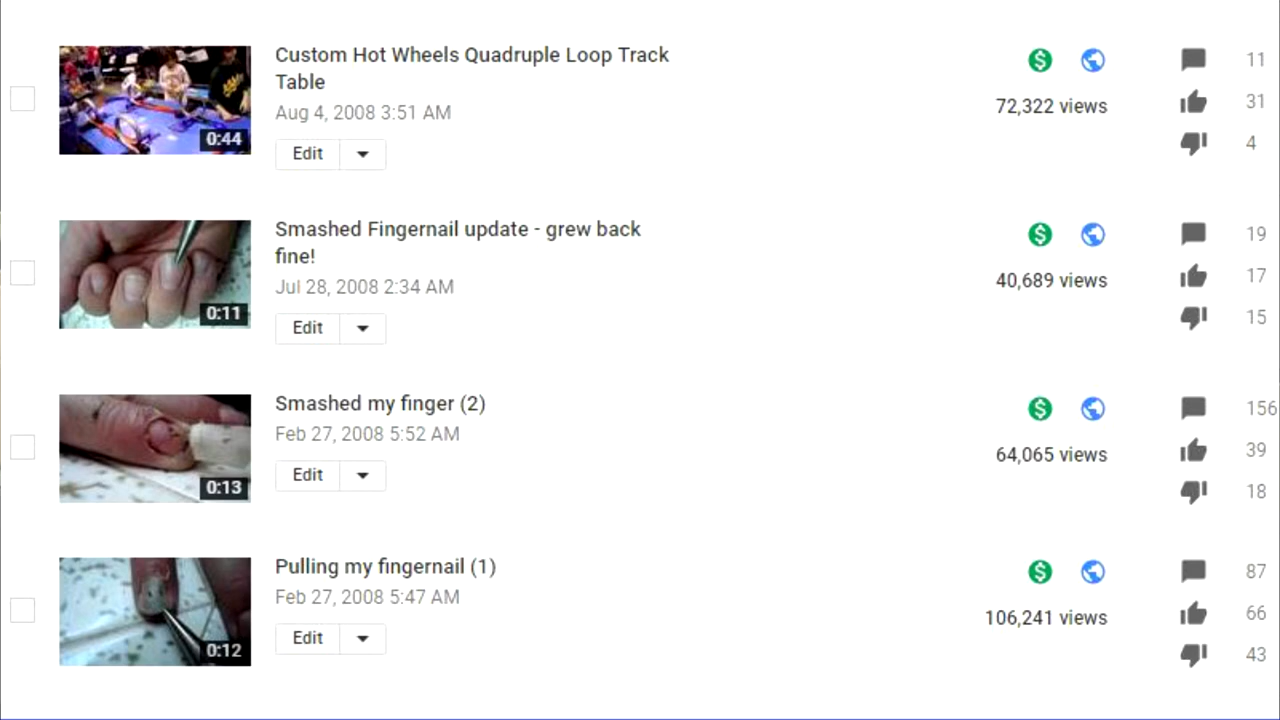 Custom Hot Wheels Quadruple Loop Track
Table
Aug 4, 2008 3:51 AM
Edit
0:44
72,322 views
11
31
4
Smashed Fingernail update - grew back
fine!
Jul 28, 2008 2:34 AM
Edit
0:11
40,689 views
19
17
15
Smashed my finger (2)
Feb 27, 2008 5:52 AM
Edit
0:13
64,065 views
156
39
18
Pulling my fingernail (1)
Feb 27, 2008 5:47 AM
Edit
0:12
106,241 views
87
66
43